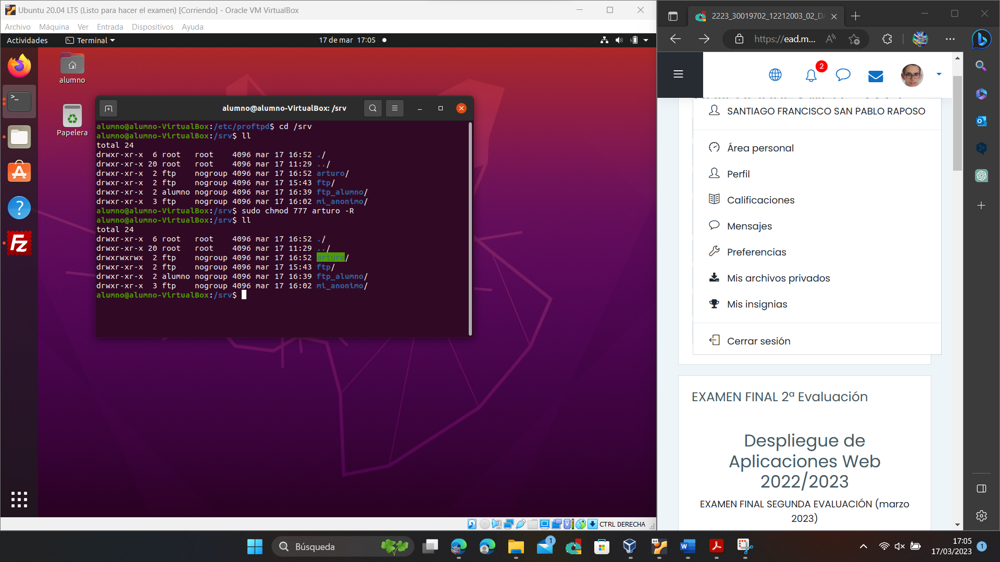 Ubuntu 20.04 LTS (Listo para hacer el examen) [Corriendo] - Oracle VM VirtualBox
Archivo Máquina Ver Entrada Dispositivos Ayuda
Actividades
Terminal
17 de mar 17:05
alumno
Papelera
alumno@alumno-VirtualBox: /srv
alumno@alumno-VirtualBox:/etc/proftpd$ cd /srv
alumno@alumno-VirtualBox:/srv$ ll
total 24
drwxr-xr-x  6 root   root    4096 mar 17 16:52 ./
drwxr-xr-x 20 root   root    4096 mar 17 11:29 ../
drwxr-xr-x  2 ftp    nogroup 4096 mar 17 16:52 arturo/
drwxr-xr-x  2 ftp    nogroup 4096 mar 17 15:43 ftp/
drwxr-xr-x  2 alumno nogroup 4096 mar 17 16:39 ftp_alumno/
drwxr-xr-x  3 ftp    nogroup 4096 mar 17 16:02 mi_anonimo/
alumno@alumno-VirtualBox:/srv$ sudo chmod 777 arturo -R
alumno@alumno-VirtualBox:/srv$ ll
total 24
drwxr-xr-x  6 root   root    4096 mar 17 16:52 ./
drwxr-xr-x 20 root   root    4096 mar 17 11:29 ../
drwxrwxrwx  2 ftp    nogroup 4096 mar 17 16:52 arturo/
drwxr-xr-x  2 ftp    nogroup 4096 mar 17 15:43 ftp/
drwxr-xr-x  2 alumno nogroup 4096 mar 17 16:39 ftp_alumno/
drwxr-xr-x  3 ftp    nogroup 4096 mar 17 16:02 mi_anonimo/
alumno@alumno-VirtualBox:/srv$
CTRL DERECHA
2223_30019702_12212003_02_DA
https://ead.m...
2
SANTIAGO FRANCISCO SAN PABLO RAPOSO
Área personal
Perfil
Calificaciones
Mensajes
Preferencias
Mis archivos privados
Mis insignias
Cerrar sesión
EXAMEN FINAL 2ª Evaluación
Despliegue de
Aplicaciones Web
2022/2023
EXAMEN FINAL SEGUNDA EVALUACIÓN (marzo
2023)
Búsqueda
1
64
17:05
17/03/2023
1